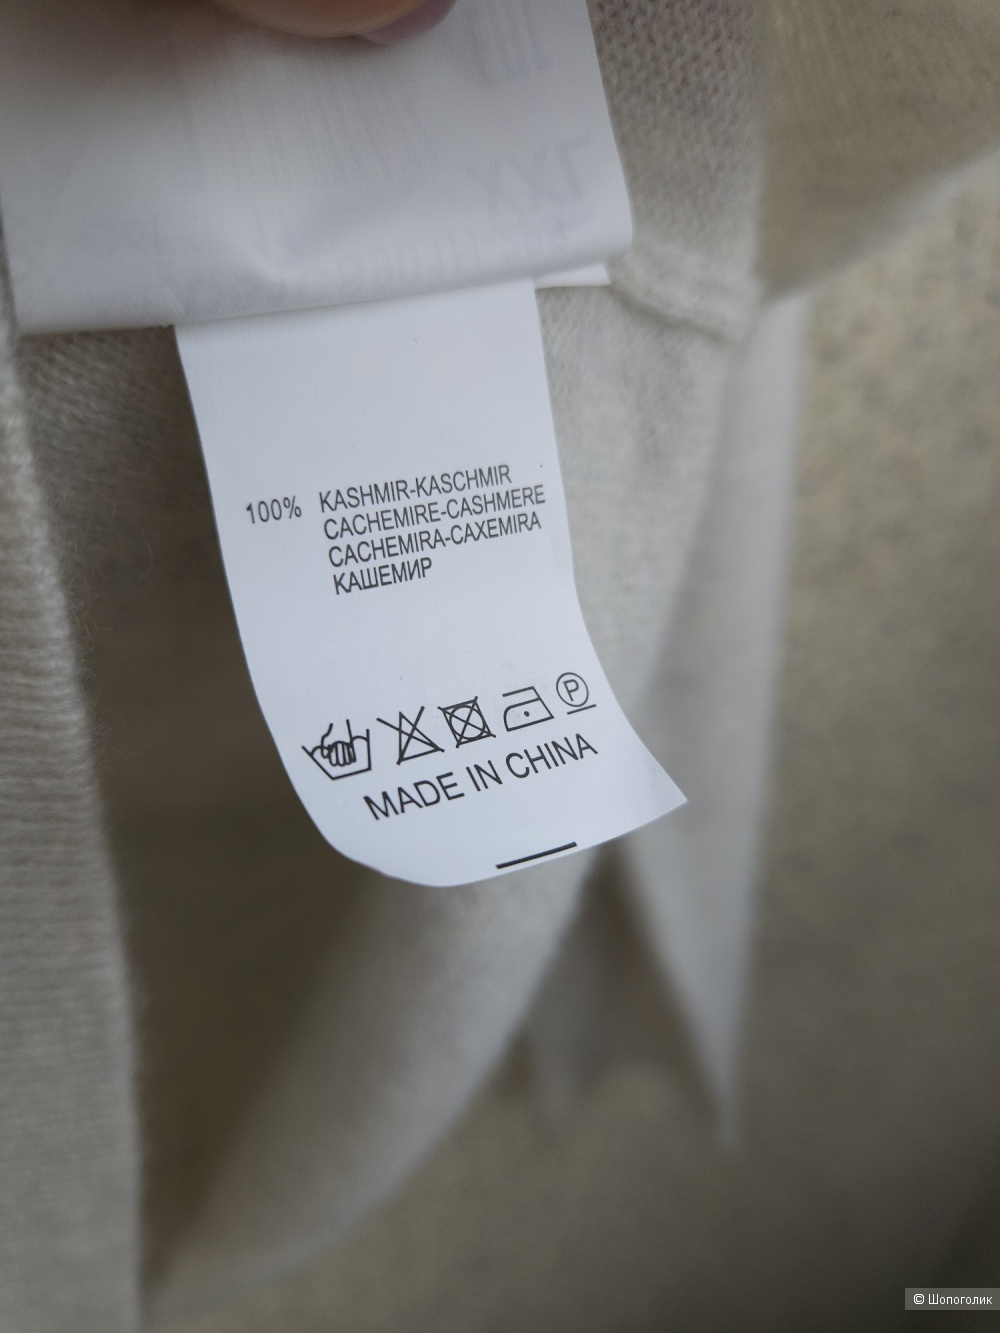 100% KASHMIR-KASCHMIR
CACHEMIRE-CASHMERE
CACHEMIRA-CAXEMIRA
КАШЕМИР
P
MADE IN CHINA
© Шопоголик